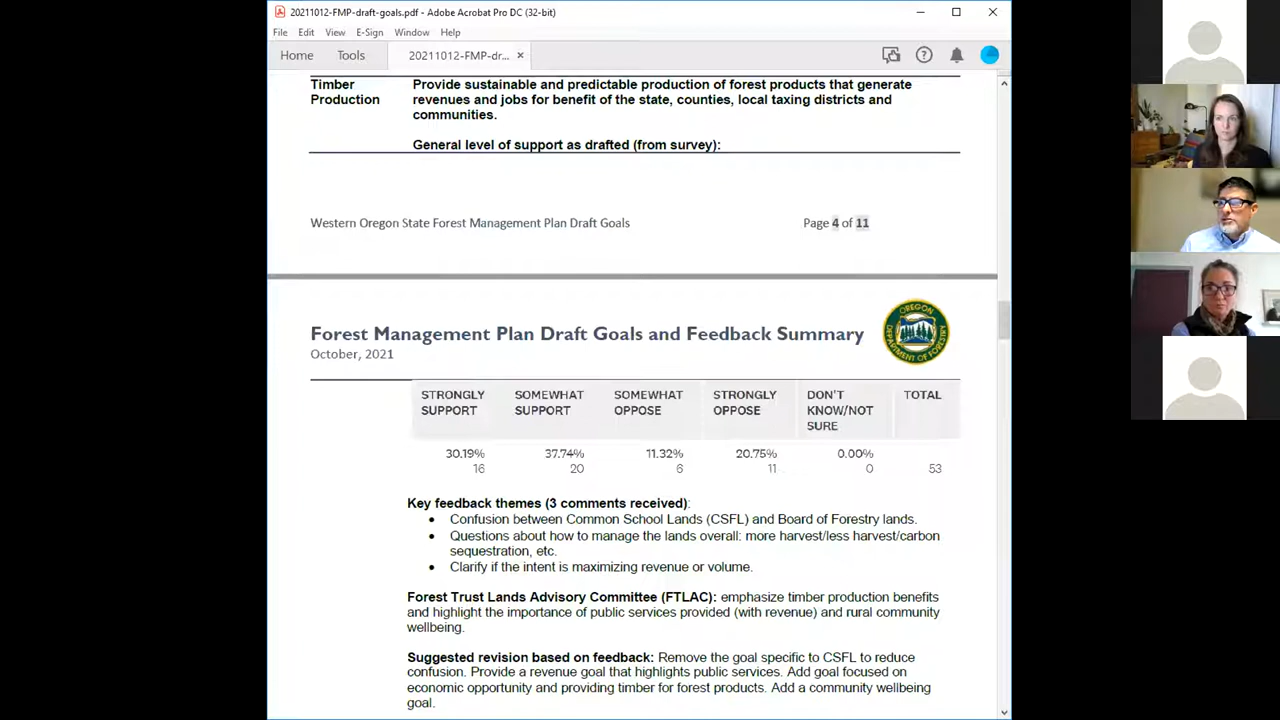 20211012-FMP-draft-goals.pdf - Adobe Acrobat Pro DC (32-bit)
File Edit View E-Sign Window Help
Home Tools 20211012-FMP-dr... ×
Timber Production
Provide sustainable and predictable production of forest products that generate
revenues and jobs for benefit of the state, counties, local taxing districts and
communities.
General level of support as drafted (from survey):
Western Oregon State Forest Management Plan Draft Goals Page 4 of 11
Forest Management Plan Draft Goals and Feedback Summary
October, 2021
OREGON
DEPARTMENT OF FORESTRY
STRONGLY SUPPORT SOMEWHAT SUPPORT SOMEWHAT OPPOSE STRONGLY OPPOSE DON'T KNOW/NOT SURE TOTAL
30.19% 37.74% 11.32% 20.75% 0.00%
16 20 6 11 0 53
Key feedback themes (3 comments received):
• Confusion between Common School Lands (CSFL) and Board of Forestry lands.
• Questions about how to manage the lands overall: more harvest/less harvest/carbon
sequestration, etc.
• Clarify if the intent is maximizing revenue or volume.
Forest Trust Lands Advisory Committee (FTLAC): emphasize timber production benefits
and highlight the importance of public services provided (with revenue) and rural community
wellbeing.
Suggested revision based on feedback: Remove the goal specific to CSFL to reduce
confusion. Provide a revenue goal that highlights public services. Add goal focused on
economic opportunity and providing timber for forest products. Add a community wellbeing
goal.